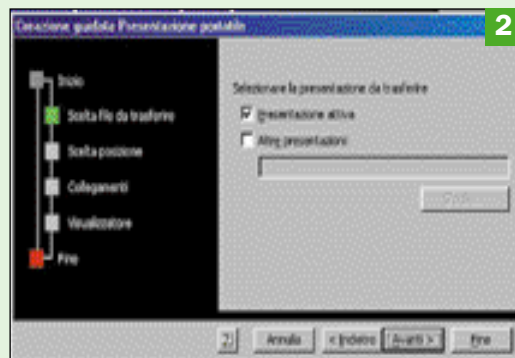 Creazione guidata Presentazione portatile
2
Inizio
Scelta file da trasferire
Scelta posizione
Collegamenti
Visualizzatore
Fine
Selezionare la presentazione da trasferire
Presentazione attiva
Altre presentazioni
Annulla
< Indietro
Avanti >
Fine